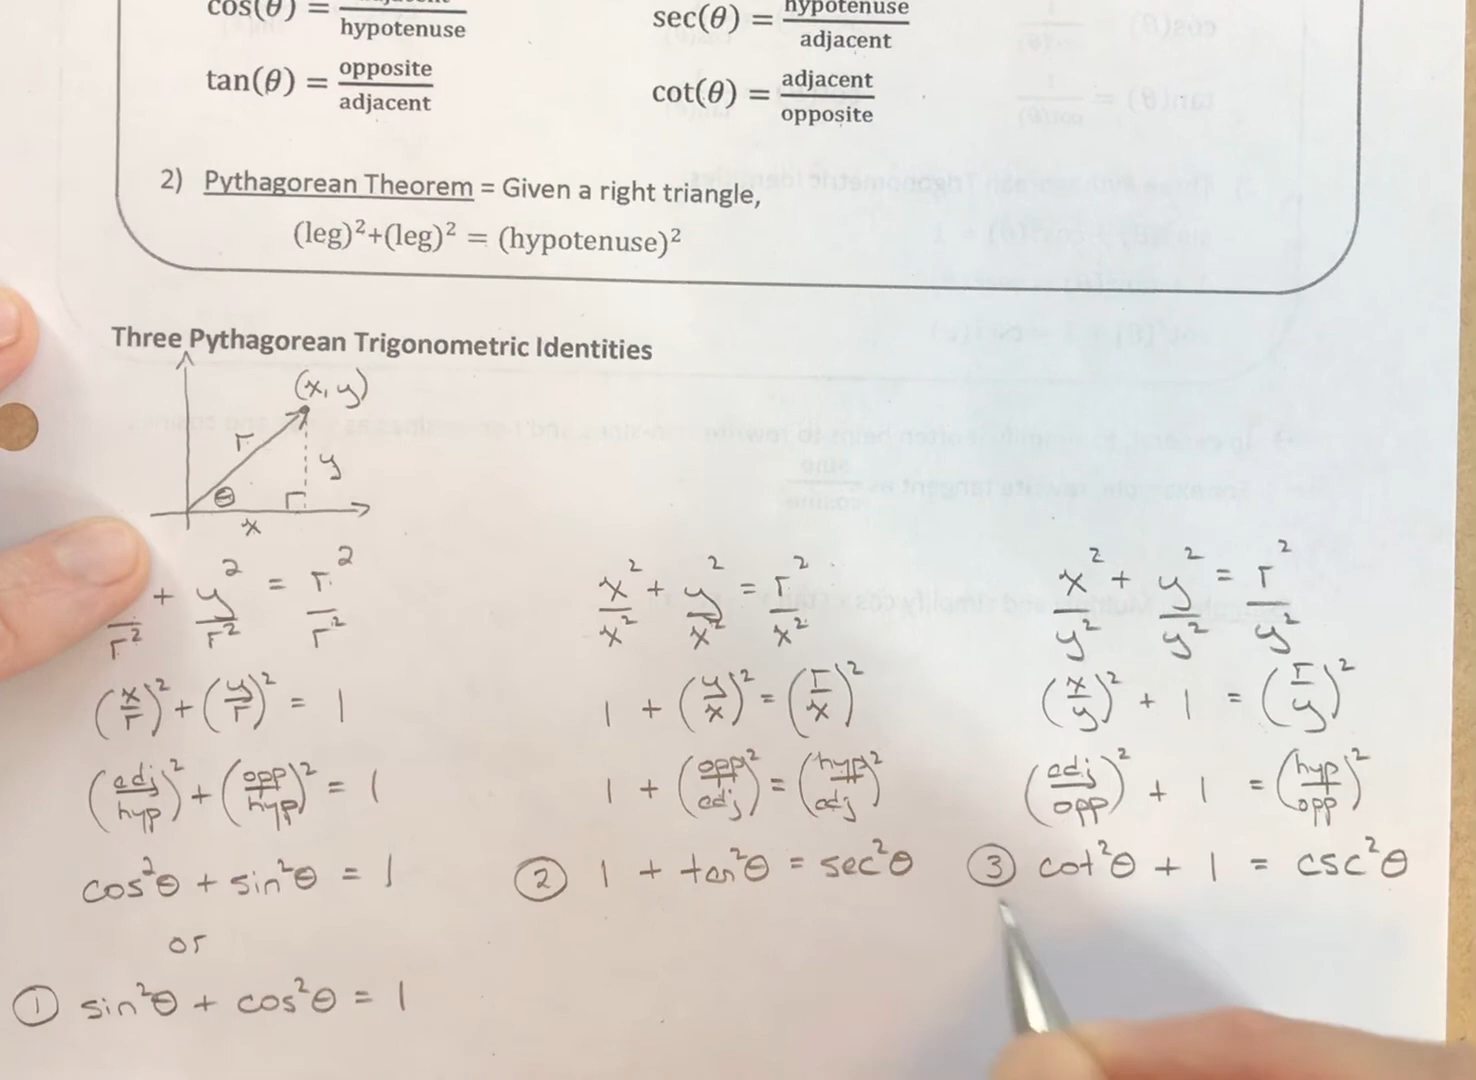 cos(θ) = adjacent/hypotenuse
sec(θ) = hypotenuse/adjacent
tan(θ) = opposite/adjacent
cot(θ) = adjacent/opposite
2) Pythagorean Theorem = Given a right triangle,
(leg)²+(leg)² = (hypotenuse)²
Three Pythagorean Trigonometric Identities
(x, y)
r
y
θ
x
/r² + y²/r² = r²/r²
(x/r)² + (y/r)² = 1
(adj/hyp)² + (opp/hyp)² = 1
cos²θ + sin²θ = 1
or
① sin²θ + cos²θ = 1
x²/x² + y²/x² = r²/x²
1 + (y/x)² = (r/x)²
1 + (opp/adj)² = (hyp/adj)²
② 1 + tan²θ = sec²θ
x²/y² + y²/y² = r²/y²
(x/y)² + 1 = (r/y)²
(adj/opp)² + 1 = (hyp/opp)²
③ cot²θ + 1 = csc²θ